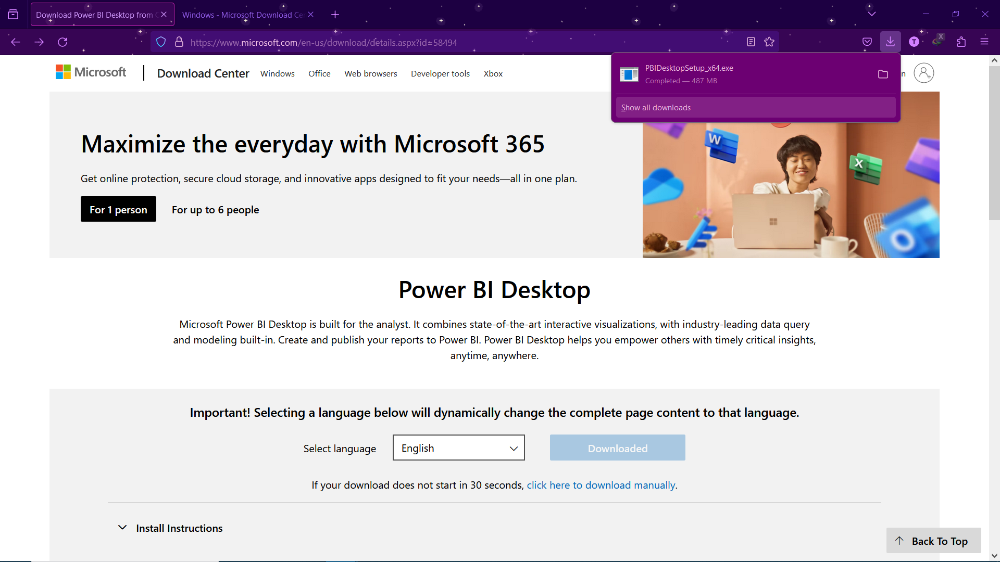 Download Power BI Desktop from
Windows - Microsoft Download Ce
https://www.microsoft.com/en-us/download/details.aspx?id=58494
T
X
PBIDesktopSetup_x64.exe
Completed — 487 MB
Show all downloads
Microsoft
Download Center
Windows
Office
Web browsers
Developer tools
Xbox
n
Maximize the everyday with Microsoft 365
Get online protection, secure cloud storage, and innovative apps designed to fit your needs—all in one plan.
For 1 person
For up to 6 people
W
X
Power BI Desktop
Microsoft Power BI Desktop is built for the analyst. It combines state-of-the-art interactive visualizations, with industry-leading data query
and modeling built-in. Create and publish your reports to Power BI. Power BI Desktop helps you empower others with timely critical insights,
anytime, anywhere.
Important! Selecting a language below will dynamically change the complete page content to that language.
Select language
English
Downloaded
If your download does not start in 30 seconds, click here to download manually.
Install Instructions
Back To Top